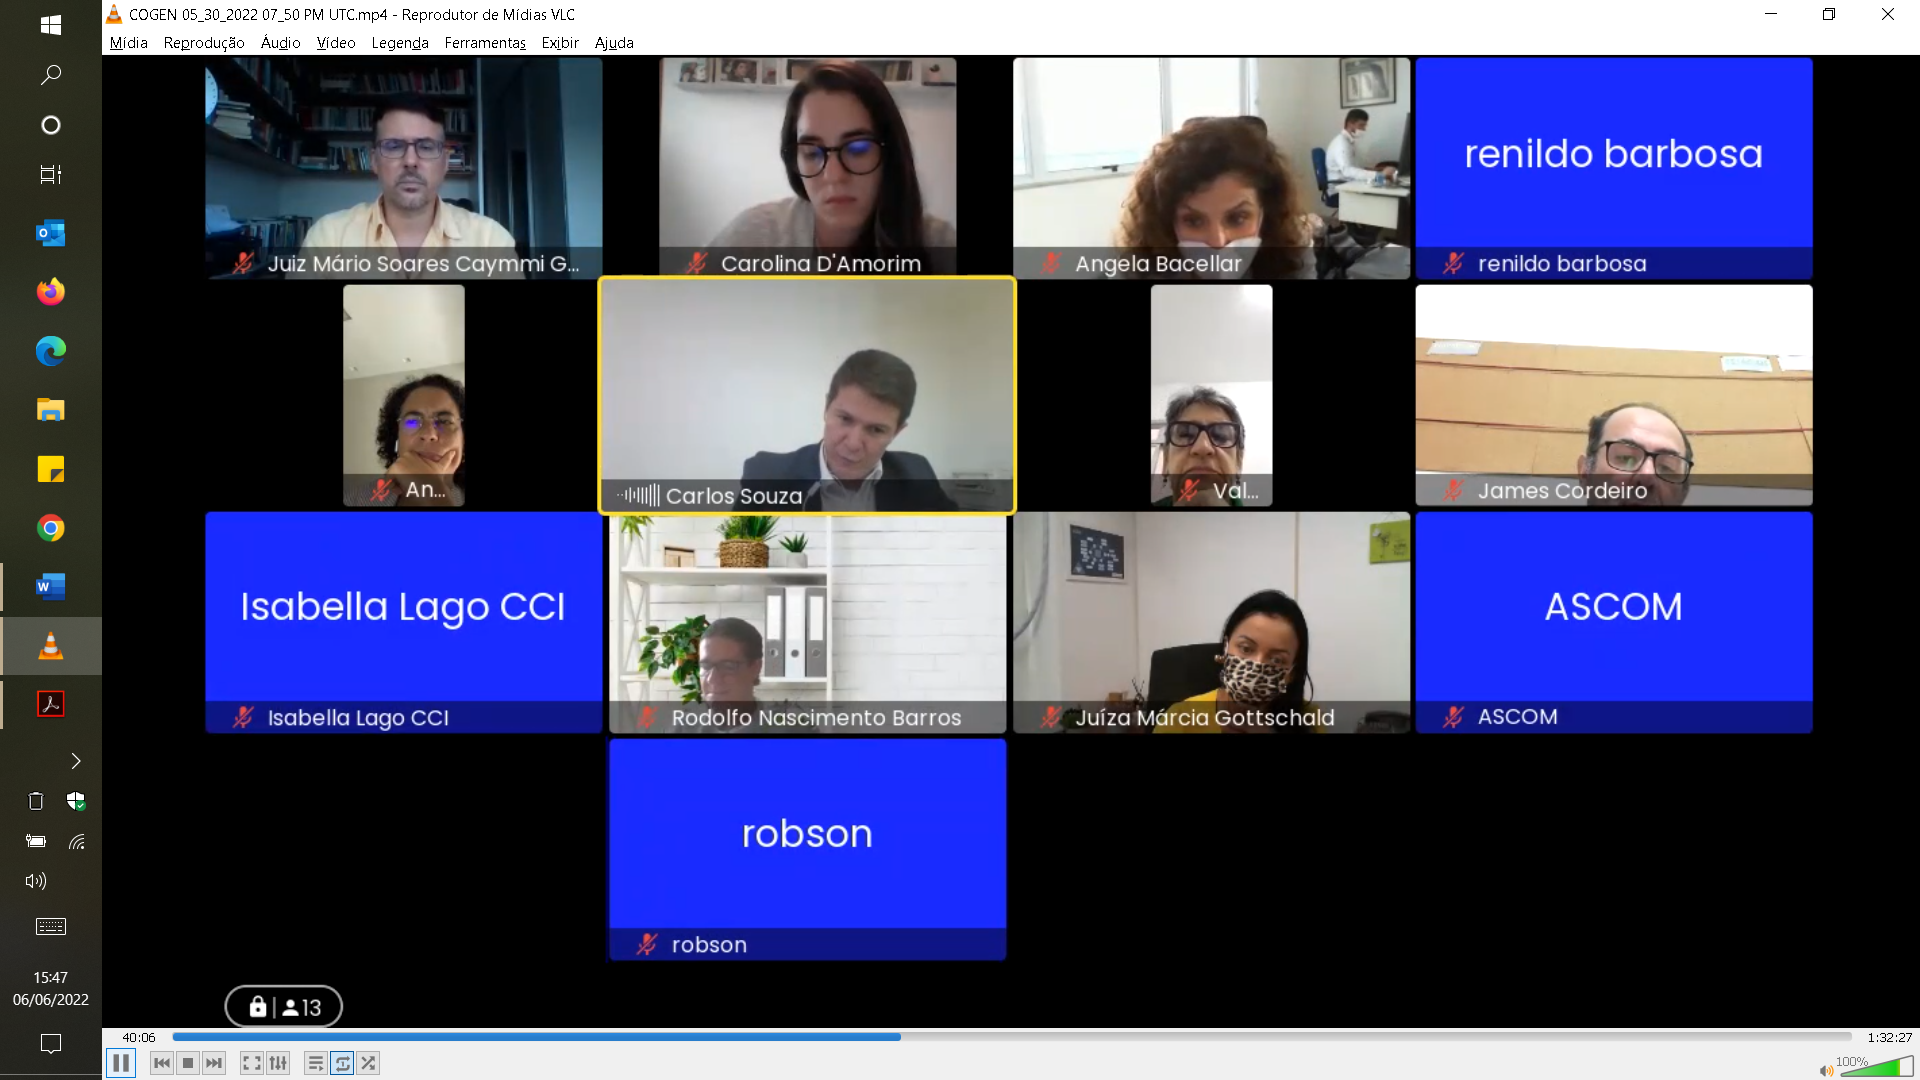 COGEN 05_30_2022 07_50 PM UTC.mp4 - Reprodutor de Mídias VLC
Mídia Reprodução Áudio Vídeo Legenda Ferramentas Exibir Ajuda
Juiz Mário Soares Caymmi G...
Carolina D'Amorim
Angela Bacellar
renildo barbosa
renildo barbosa
An...
Carlos Souza
Val...
James Cordeiro
Isabella Lago CCI
Isabella Lago CCI
Rodolfo Nascimento Barros
Juíza Márcia Gottschald
ASCOM
ASCOM
robson
robson
13
15:47
06/06/2022
40:06
1:32:27
100%